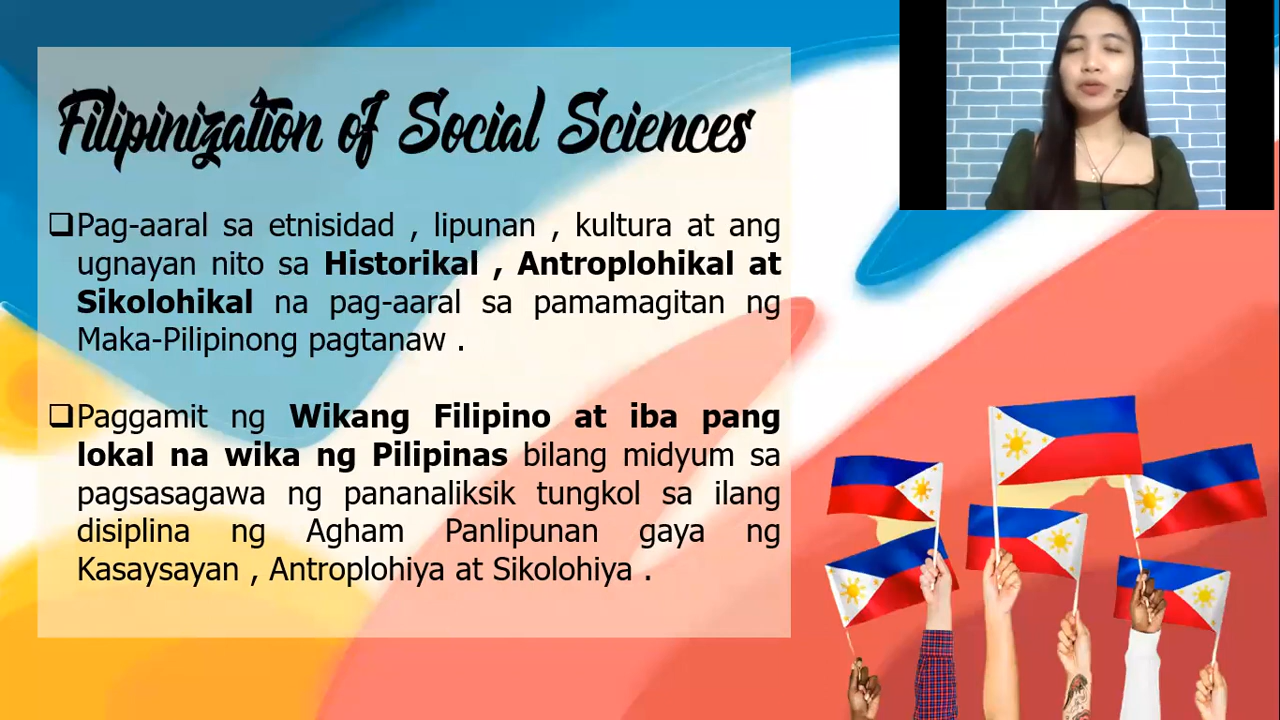 Filipinization of Social Sciences
❑Pag-aaral sa etnisidad , lipunan , kultura at ang
ugnayan nito sa Historikal , Antroplohikal at
Sikolohikal na pag-aaral sa pamamagitan ng
Maka-Pilipinong pagtanaw .
❑Paggamit ng Wikang Filipino at iba pang
lokal na wika ng Pilipinas bilang midyum sa
pagsasagawa ng pananaliksik tungkol sa ilang
disiplina ng Agham Panlipunan gaya ng
Kasaysayan , Antroplohiya at Sikolohiya .